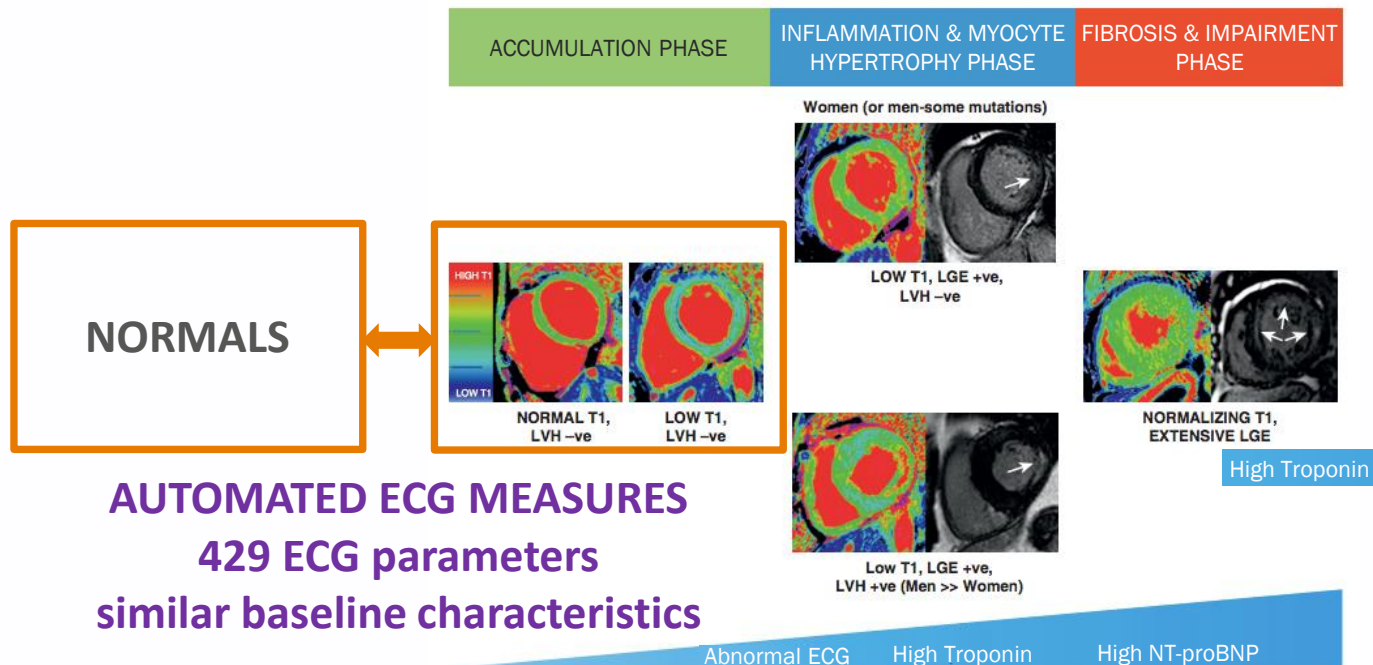 ACCUMULATION PHASE
INFLAMMATION & MYOCYTE
HYPERTROPHY PHASE
FIBROSIS & IMPAIRMENT
PHASE
Women (or men-some mutations)
LOW T1, LGE +ve,
LVH –ve
NORMALS
HIGH T1
LOW T1
NORMAL T1,
LVH –ve
LOW T1,
LVH –ve
NORMALIZING T1,
EXTENSIVE LGE
High Troponin
AUTOMATED ECG MEASURES
429 ECG parameters
similar baseline characteristics
Low T1, LGE +ve,
LVH +ve (Men >> Women)
Abnormal ECG
High Troponin
High NT-proBNP